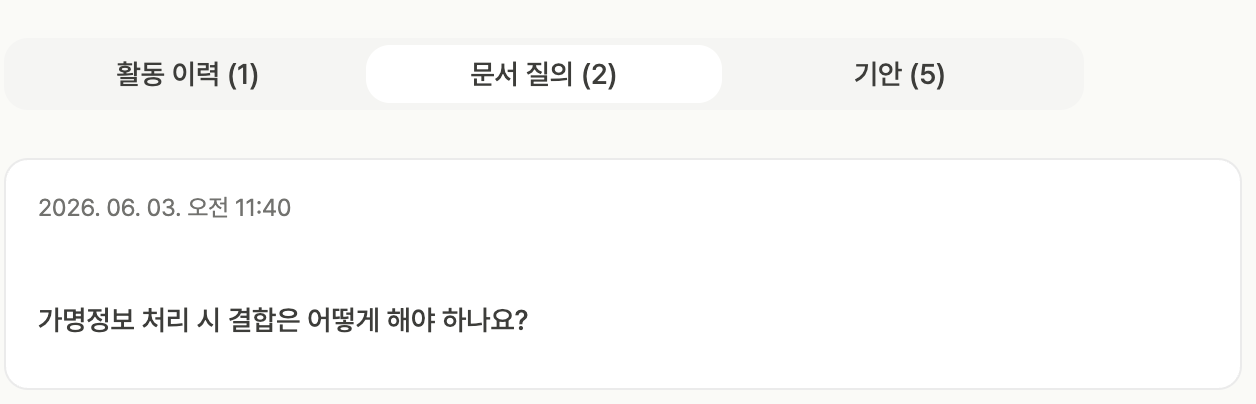 활동 이력 (1) 문서 질의 (2) 기안 (5)
2026. 06. 03. 오전 11:40
가명정보 처리 시 결합은 어떻게 해야 하나요?